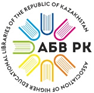 ASSOCIATION OF HIGHER EDUCATIONAL LIBRARIES OF THE REPUBLIC OF KAZAKHSTAN
АБВ РК